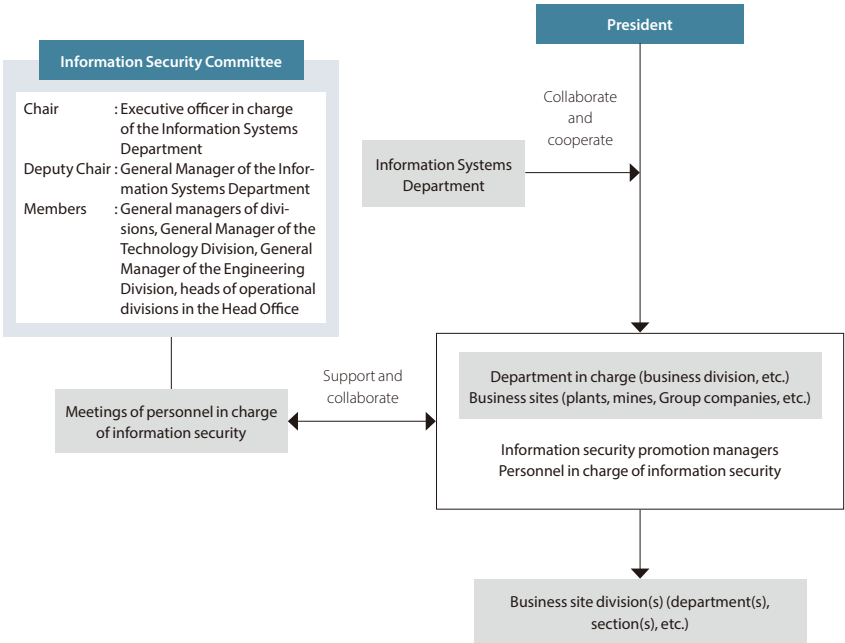 President
Information Security Committee
Chair : Executive officer in charge
of the Information Systems
Department
Deputy Chair : General Manager of the Infor-
mation Systems Department
Members : General managers of divi-
sions, General Manager of the
Technology Division, General
Manager of the Engineering
Division, heads of operational
divisions in the Head Office
Collaborate
and
cooperate
Information Systems
Department
Support and
collaborate
Meetings of personnel in charge
of information security
Department in charge (business division, etc.)
Business sites (plants, mines, Group companies, etc.)
Information security promotion managers
Personnel in charge of information security
Business site division(s) (department(s),
section(s), etc.)